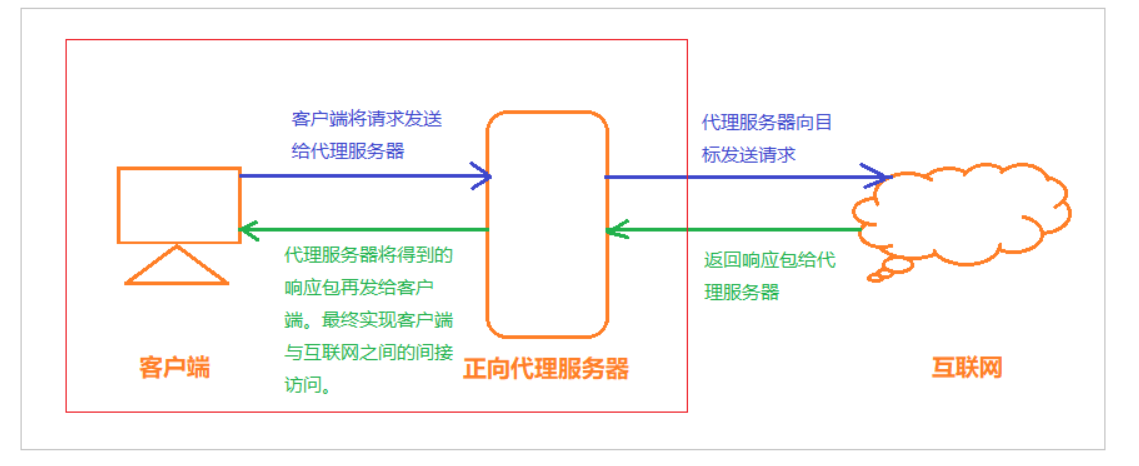 客户端将请求发送
给代理服务器
代理服务器向目
标发送请求
代理服务器将得到的
响应包再发给客户
端。最终实现客户端
与互联网之间的间接
访问。
返回响应包给代
理服务器
客户端
正向代理服务器
互联网